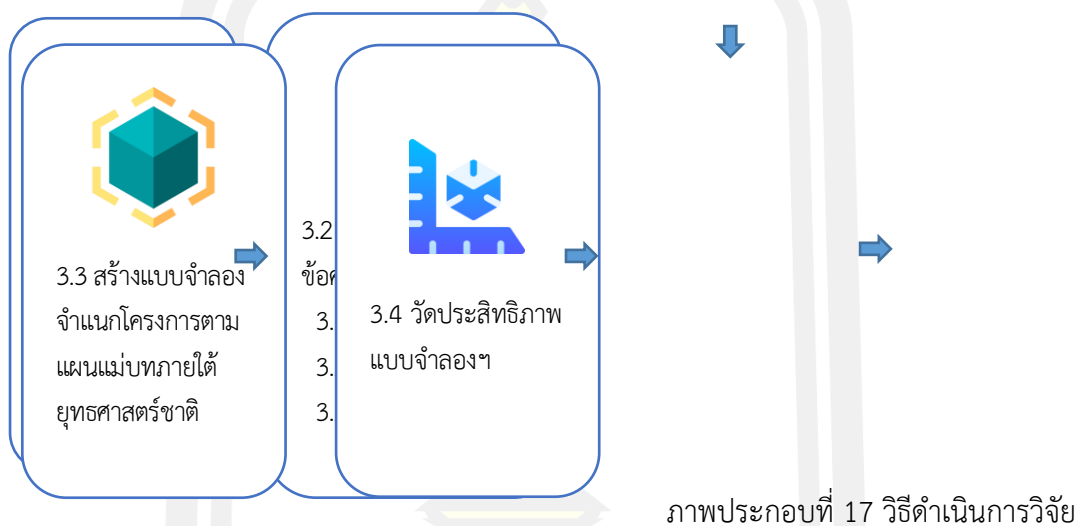 3.3 สร้างแบบจำลอง
จำแนกโครงการตาม
แผนแม่บทภายใต้
ยุทธศาสตร์ชาติ
3.2
3.
3.
3.
3.4 วัดประสิทธิภาพ
แบบจำลองฯ
ภาพประกอบที่ 17 วิธีดำเนินการวิจัย